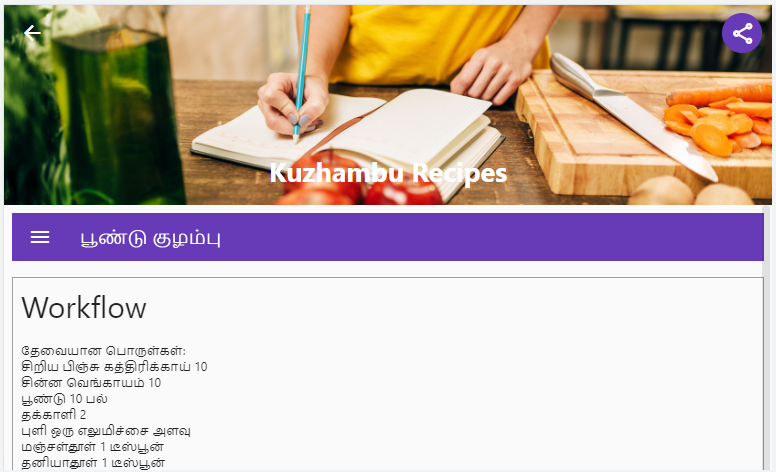 Kuzhambu Recipes
பூண்டு குழம்பு
Workflow
தேவையான பொருள்கள்:
சிறிய பிஞ்சு கத்திரிக்காய் 10
சின்ன வெங்காயம் 10
பூண்டு 10 பல்
தக்காளி 2
புளி ஒரு எலுமிச்சை அளவு
மஞ்சள்தூள் 1 டீஸ்பூன்
தனியாதூள் 1 டீஸ்பூன்